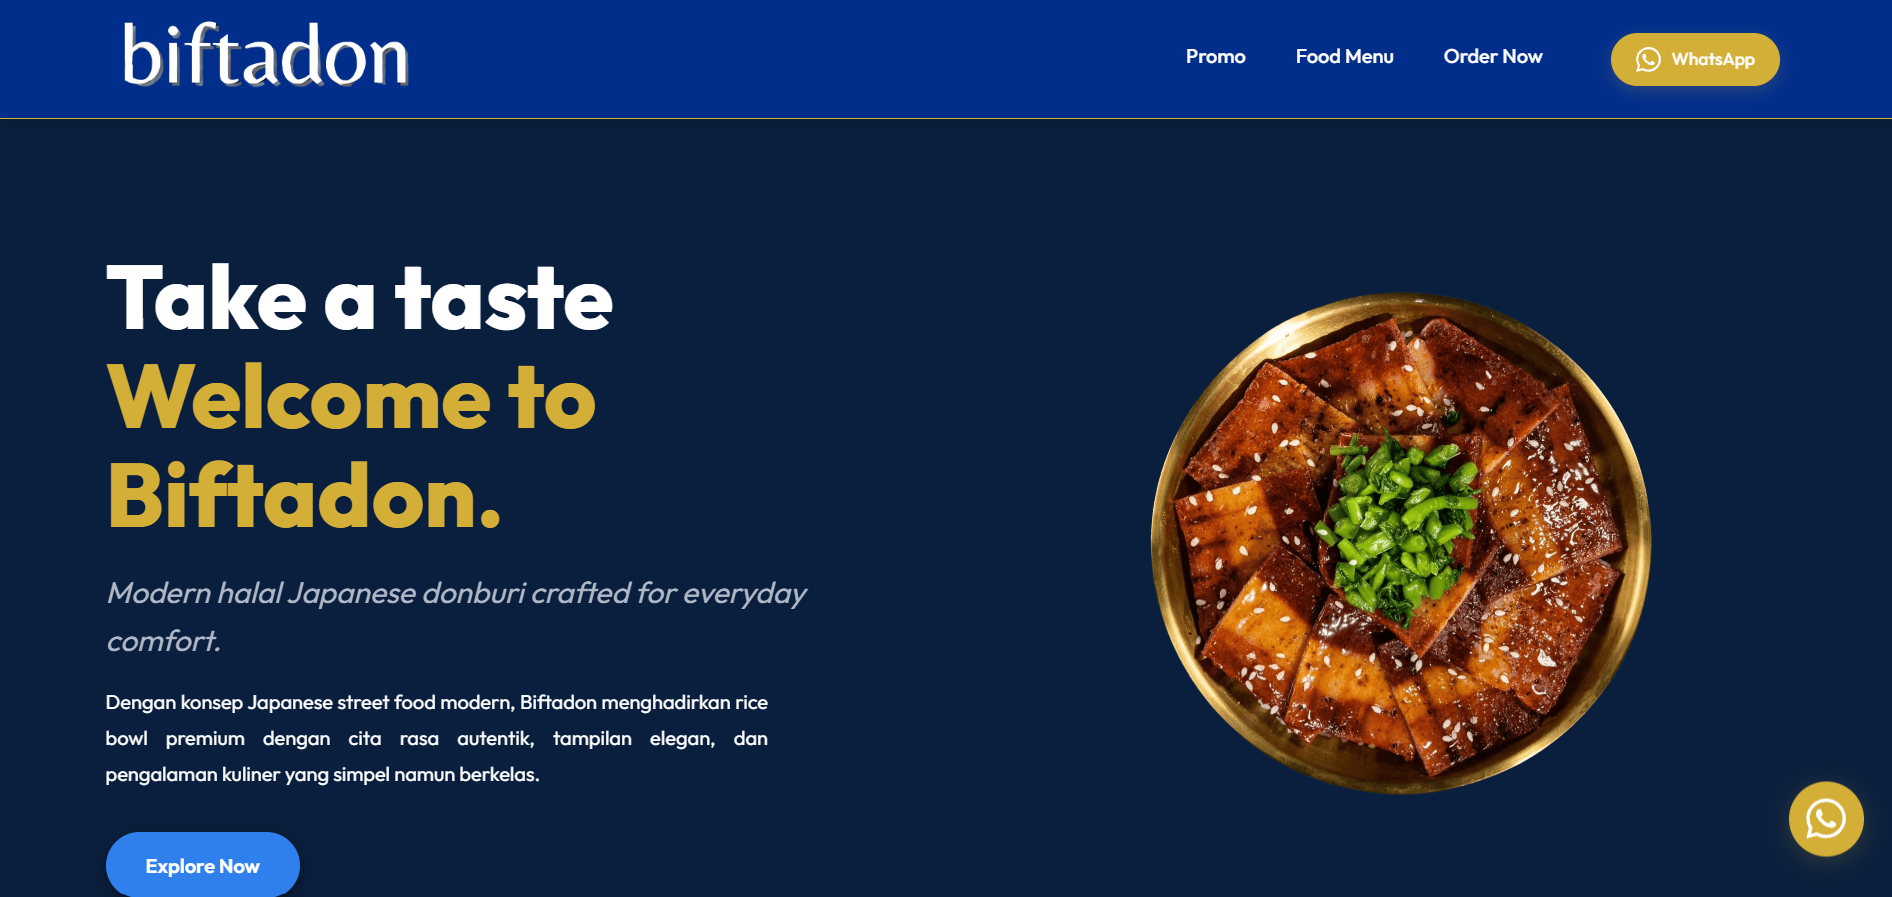 biftadon
Promo
Food Menu
Order Now
WhatsApp
Take a taste
Welcome to
Biftadon.
Modern halal Japanese donburi crafted for everyday
comfort.
Dengan konsep Japanese street food modern, Biftadon menghadirkan rice
bowl premium dengan cita rasa autentik, tampilan elegan, dan
pengalaman kuliner yang simpel namun berkelas.
Explore Now